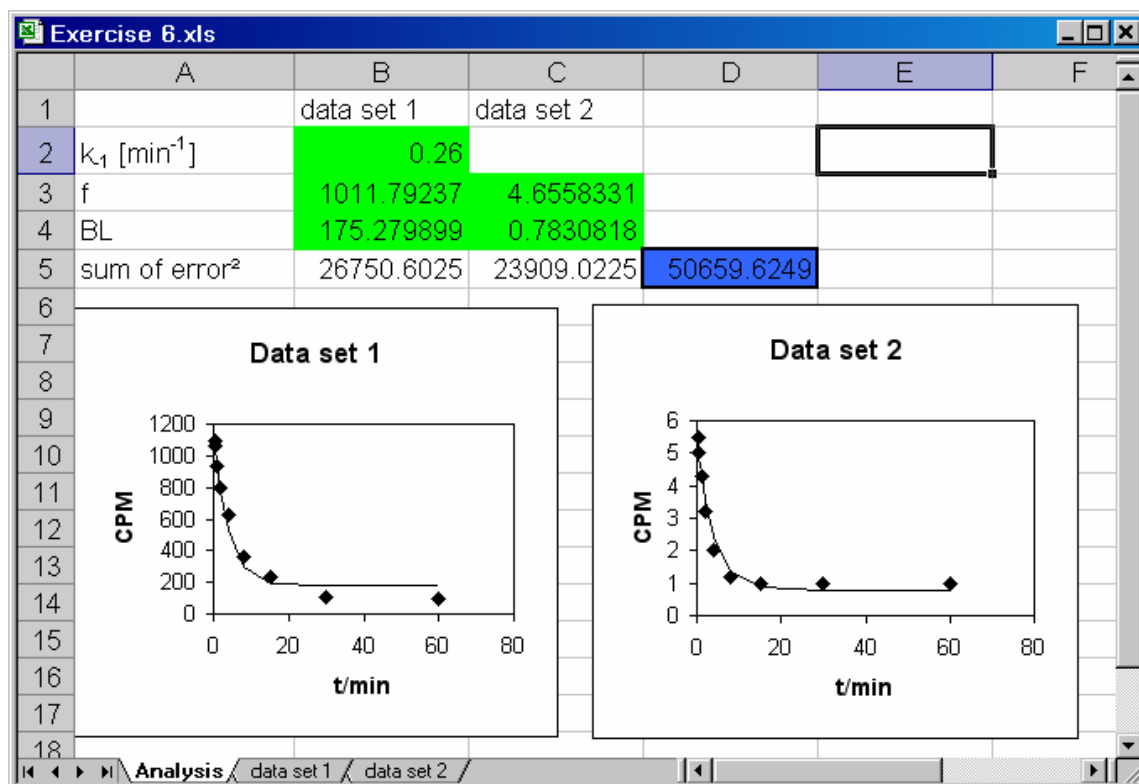 Exercise 6.xls
A B C D E F
1 data set 1 data set 2
2 k-1 [min-1] 0.26
3 f 1011.79237 4.6558331
4 BL 175.279899 0.7830818
5 sum of error² 26750.6025 23909.0225 50659.6249
6
7
8
9
10
11
12
13
14
15
16
17
18
Data set 1
1200
1000
800
600
400
200
0
CPM
0 20 40 60 80
t/min
Data set 2
6
5
4
3
2
1
0
CPM
0 20 40 60 80
t/min
Analysis data set 1 data set 2